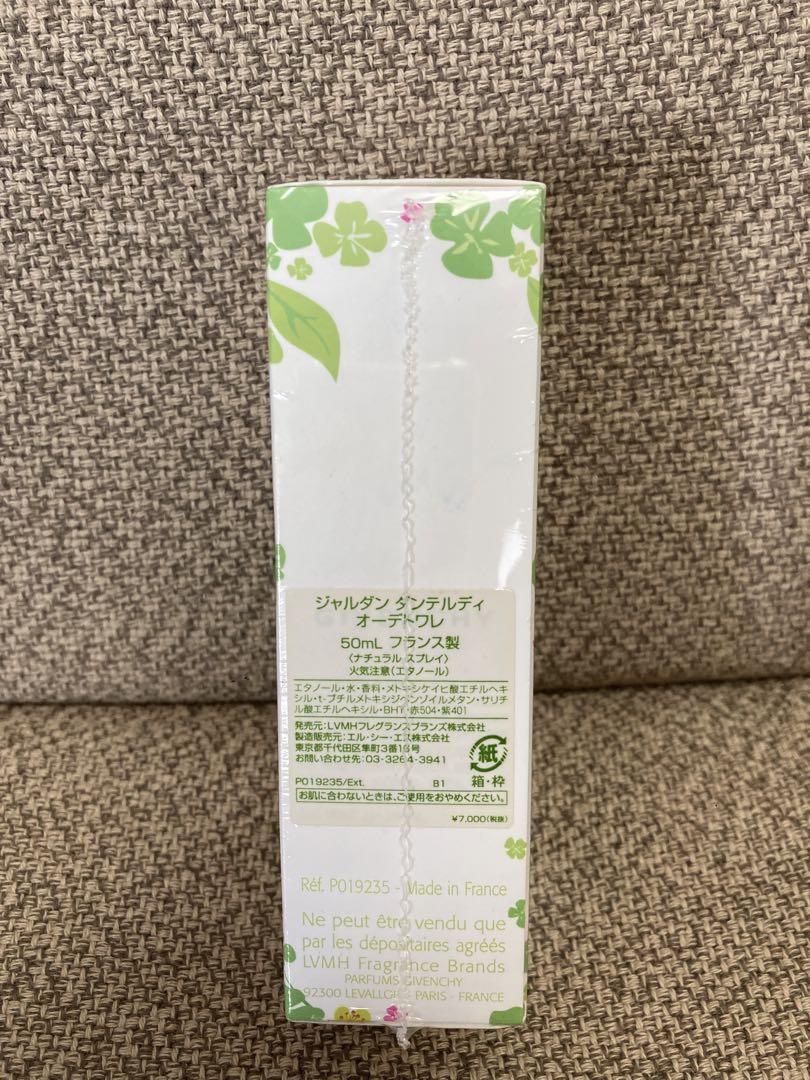 ジャルダン ダンテルディ
オーデトワレ
50mL フランス製
〈ナチュラル スプレイ〉
火気注意(エタノール)
エタノール・水・香料・メトキシケイヒ酸エチルヘキ
シル・t-ブチルメトキシジベンゾイルメタン・サリチ
ル酸エチルヘキシル・BHT・赤504・紫401
発売元:LVMHフレグランスブランズ株式会社
製造販売元:エル・シー・エス株式会社
東京都千代田区隼町3番16号
お問い合わせ先:03-3264-3941
紙
P019235/Ext. B1 箱・枠
お肌に合わないときは、ご使用をおやめください。
¥7,000(税抜)
Réf. P019235 - Made in France
Ne peut être vendu que
par les dépositaires agréés
LVMH Fragrance Brands
PARFUMS GIVENCHY
92300 LEVALLOIS PARIS - FRANCE